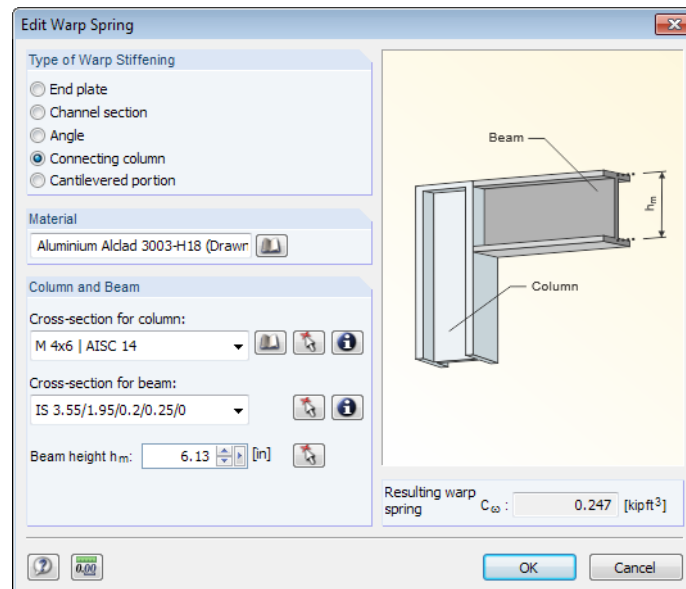 Edit Warp Spring
Type of Warp Stiffening
End plate
Channel section
Angle
Connecting column
Cantilevered portion
Material
Aluminium Alclad 3003-H18 (Drawn
Column and Beam
Cross-section for column:
M 4x6 | AISC 14
Cross-section for beam:
IS 3.55/1.95/0.2/0.25/0
Beam height hm: 6.13 [in]
Beam
hm
Column
Resulting warp
spring Cω : 0.247 [kipft³]
0.00
OK Cancel